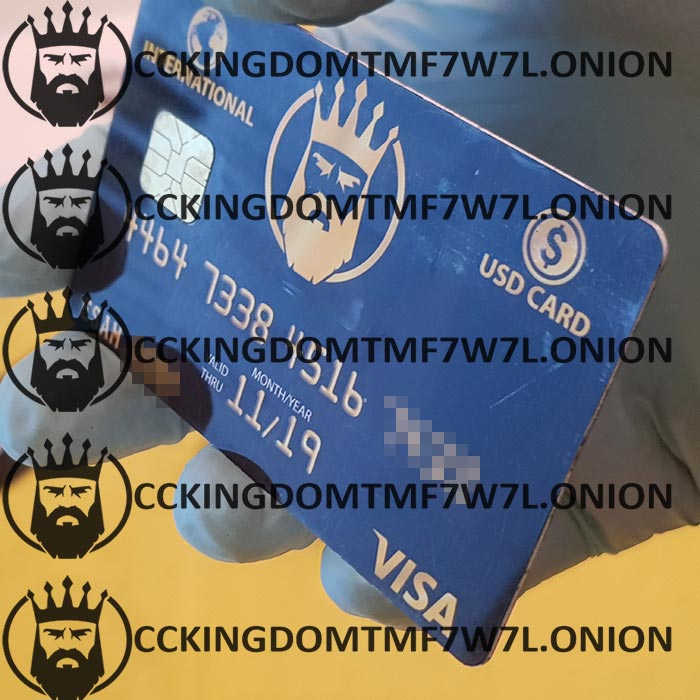 CCKINGDOMTMF7W7L.ONION
INTERNATIONAL
CCKINGDOMTMF7W7L.ONION
$
USD CARD
4464 7338 4516
CCKINGDOMTMF7W7L.ONION
VALID THRU
MONTH/YEAR
11/19
CCKINGDOMTMF7W7L.ONION
VISA
CCKINGDOMTMF7W7L.ONION